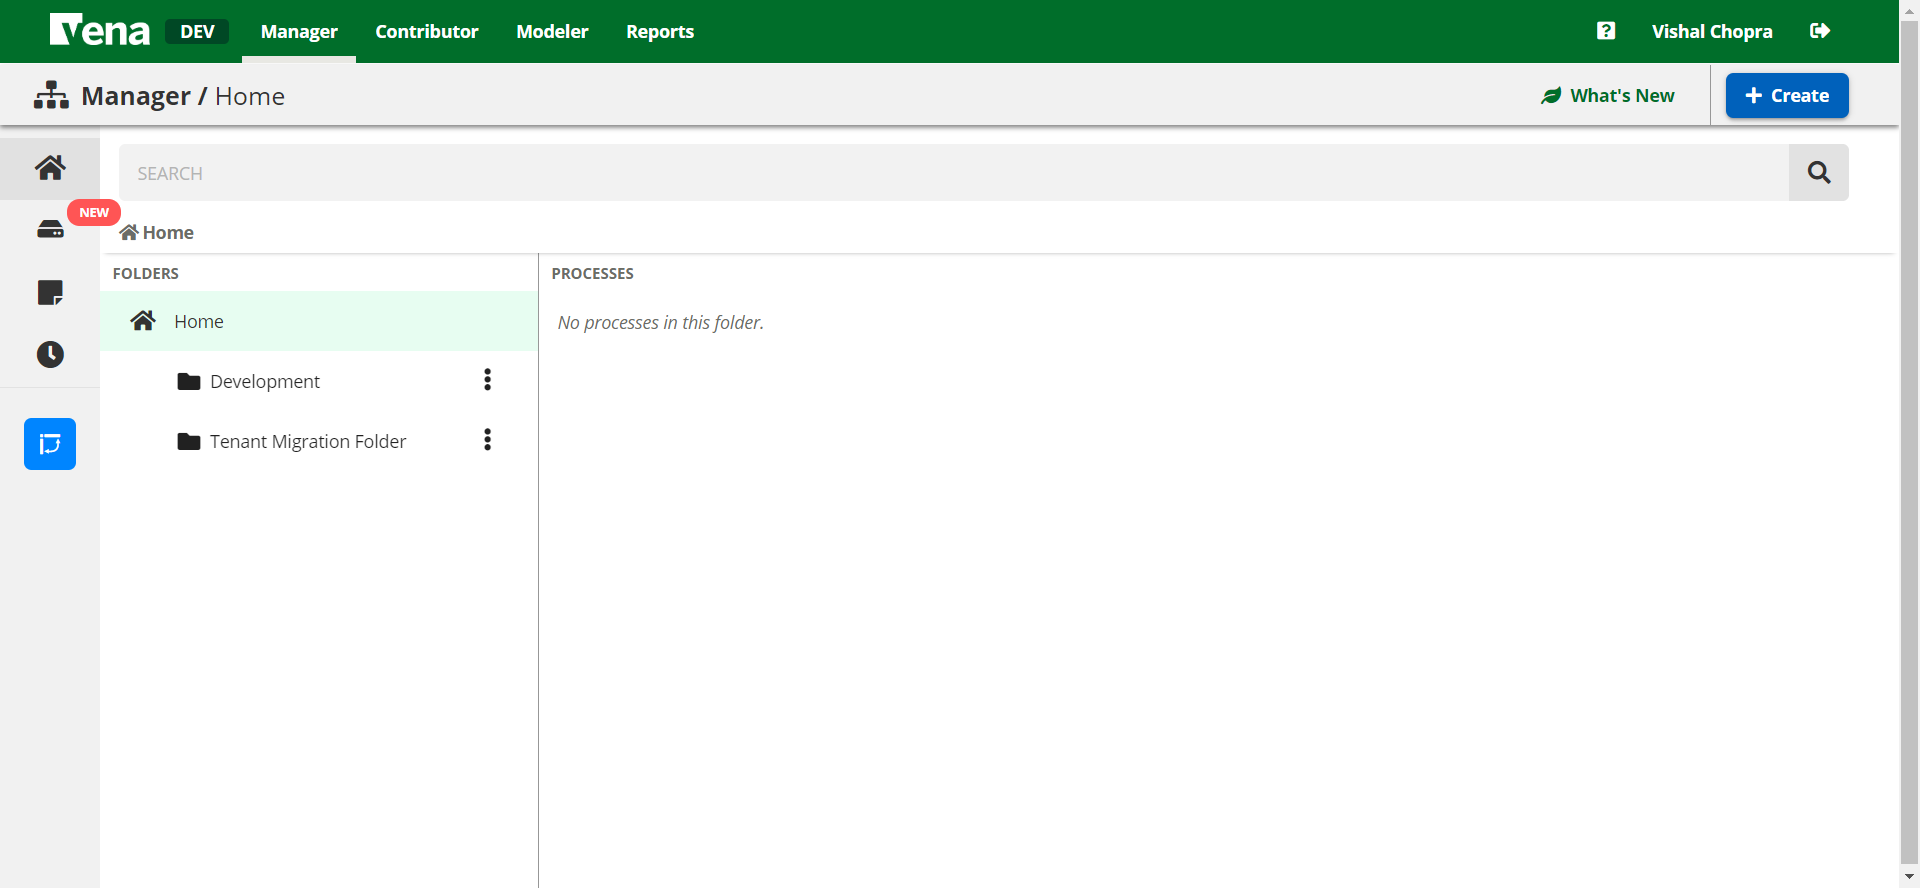 Vena DEV Manager Contributor Modeler Reports ? Vishal Chopra
Manager / Home What's New + Create
SEARCH
NEW
Home
FOLDERS PROCESSES
Home No processes in this folder.
Development
Tenant Migration Folder